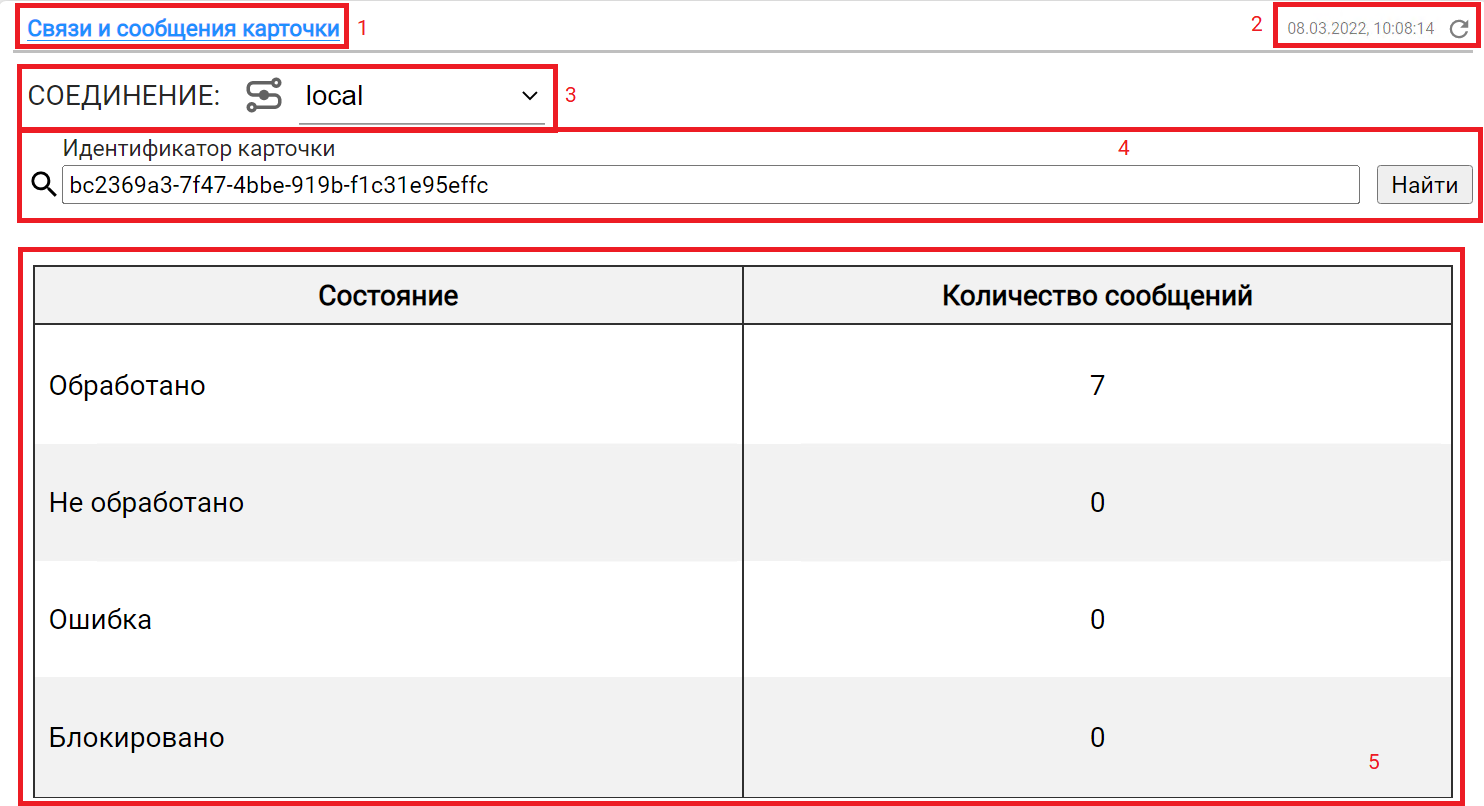 Связи и сообщения карточки 1
2 08.03.2022, 10:08:14
СОЕДИНЕНИЕ: local 3
Идентификатор карточки 4
bc2369a3-7f47-4bbe-919b-f1c31e95effc Найти
Состояние Количество сообщений
Обработано 7
Не обработано 0
Ошибка 0
Блокировано 0
5